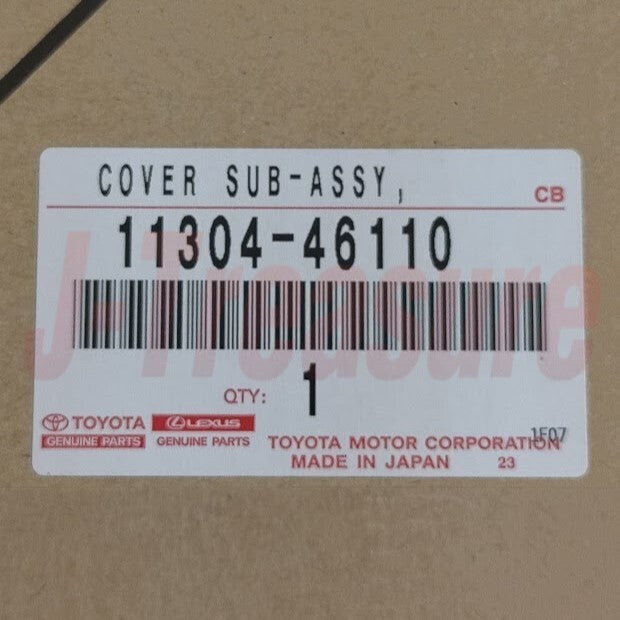 COVER SUB-ASSY,
CB
11304-46110
J-Treasure
QTY: 1
TOYOTA LEXUS
GENUINE PARTS GENUINE PARTS
TOYOTA MOTOR CORPORATION 1F07
MADE IN JAPAN 23